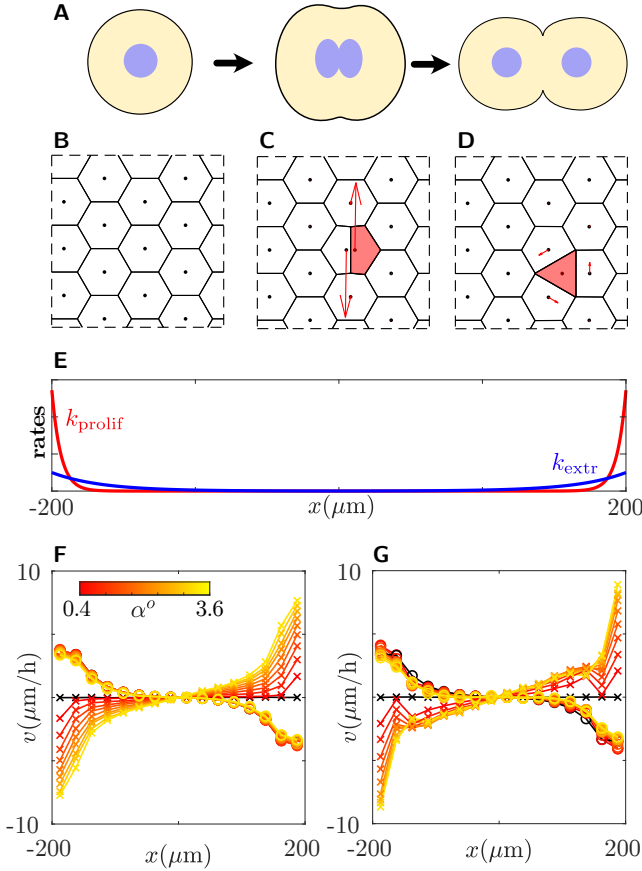 A
B
C
D
E
rates
k_prolif
k_extr
-200
x(μm)
200
F
G
10
10
0.4
α^o
3.6
v(μm/h)
v(μm/h)
-10
-10
-200
x(μm)
200
-200
x(μm)
200